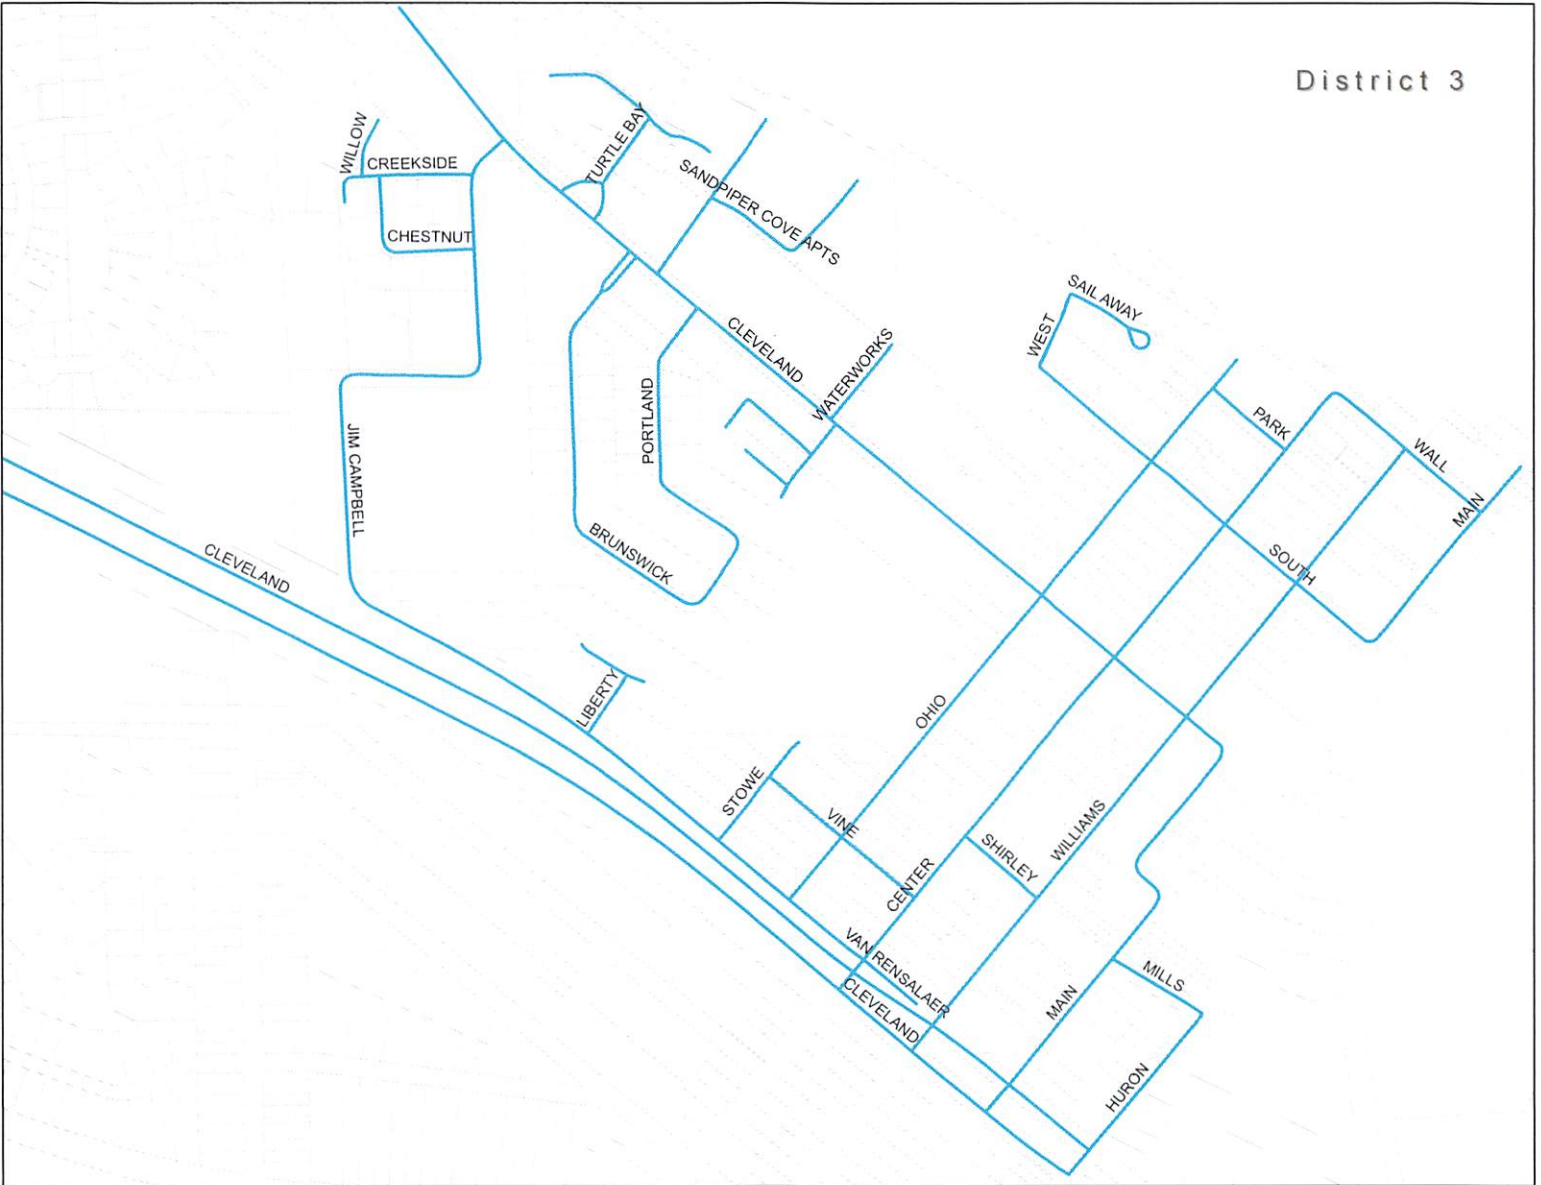 District 3
WILLOW
CREEKSIDE
TURTLE BAY
SANDPIPER COVE APTS
CHESTNUT
SAIL AWAY
WEST
CLEVELAND
WATERWORKS
PORTLAND
PARK
WALL
MAIN
JIM CAMPBELL
BRUNSWICK
SOUTH
CLEVELAND
LIBERTY
OHIO
STOWE
VINE
SHIRLEY
WILLIAMS
CENTER
VAN RENSALAER
CLEVELAND
MAIN
MILLS
HURON